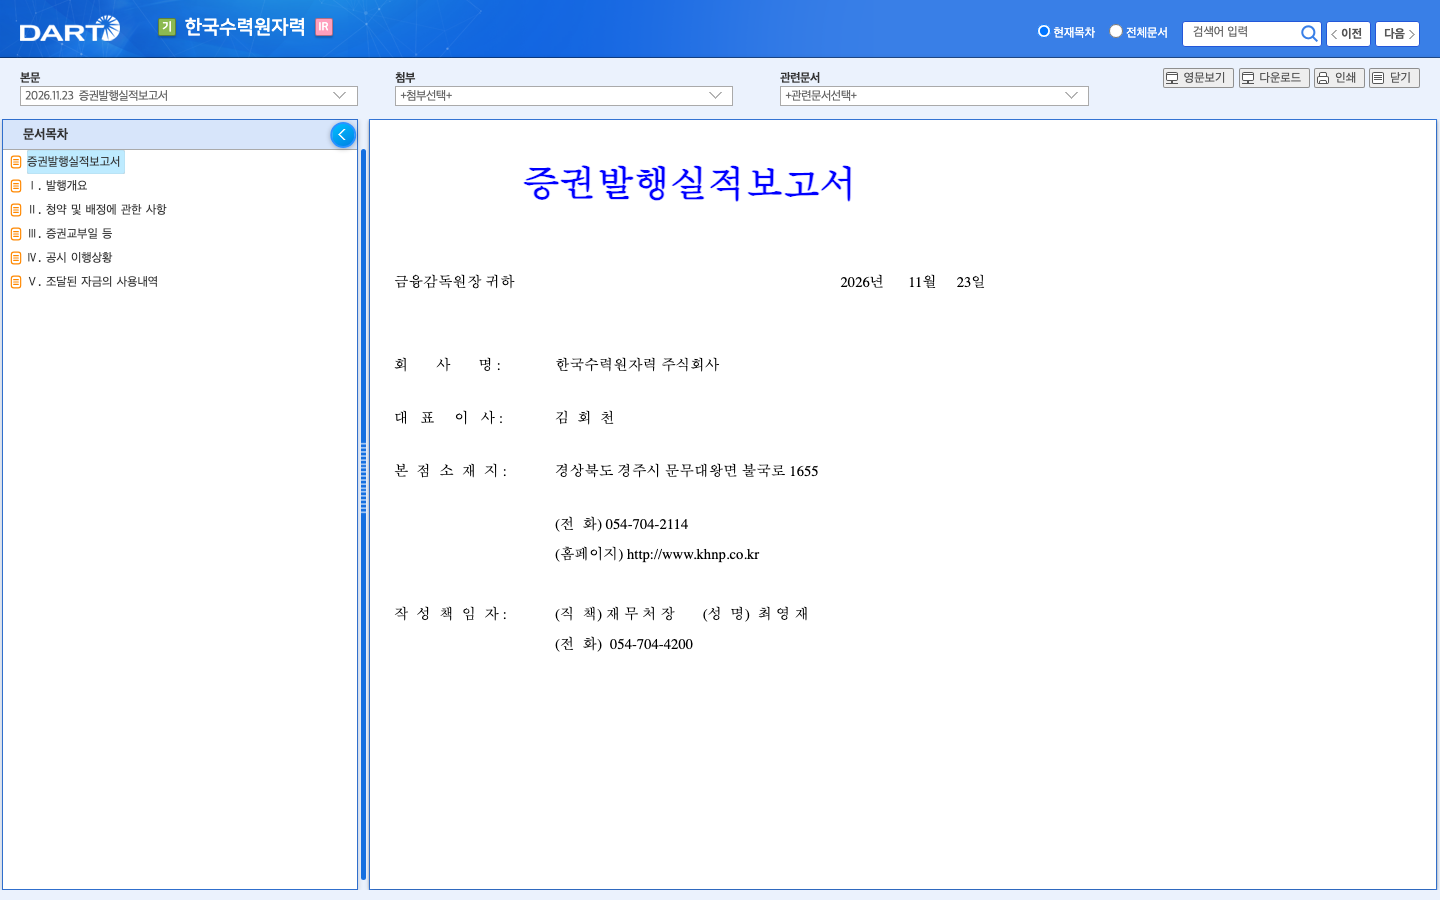 DART 기 한국수력원자력 IR
현재목차 전체문서 검색어 입력 이전 다음
본문 첨부 관련문서
2026.11.23 증권발행실적보고서 +첨부선택+ +관련문서선택+
영문보기 다운로드 인쇄 닫기
문서목차
증권발행실적보고서
Ⅰ. 발행개요
Ⅱ. 청약 및 배정에 관한 사항
Ⅲ. 증권교부일 등
Ⅳ. 공시 이행상황
Ⅴ. 조달된 자금의 사용내역
증권발행실적보고서
금융감독원장 귀하 2026년 11월 23일
회 사 명 : 한국수력원자력 주식회사
대 표 이 사 : 김 회 천
본 점 소 재 지 : 경상북도 경주시 문무대왕면 불국로 1655
(전 화) 054-704-2114
(홈페이지) http://www.khnp.co.kr
작 성 책 임 자 : (직 책) 재 무 처 장 (성 명) 최 영 재
(전 화) 054-704-4200